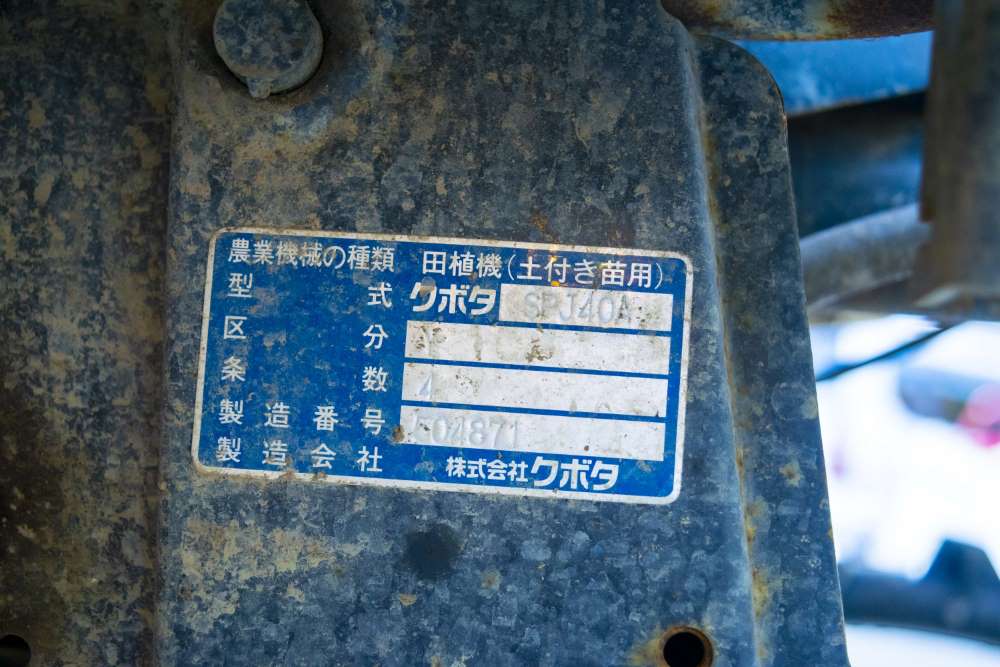 農業機械の種類 田植機(土付き苗用)
型式 クボタ SPJ40A
区分
条数 4
製造番号 504871
製造会社 株式会社クボタ